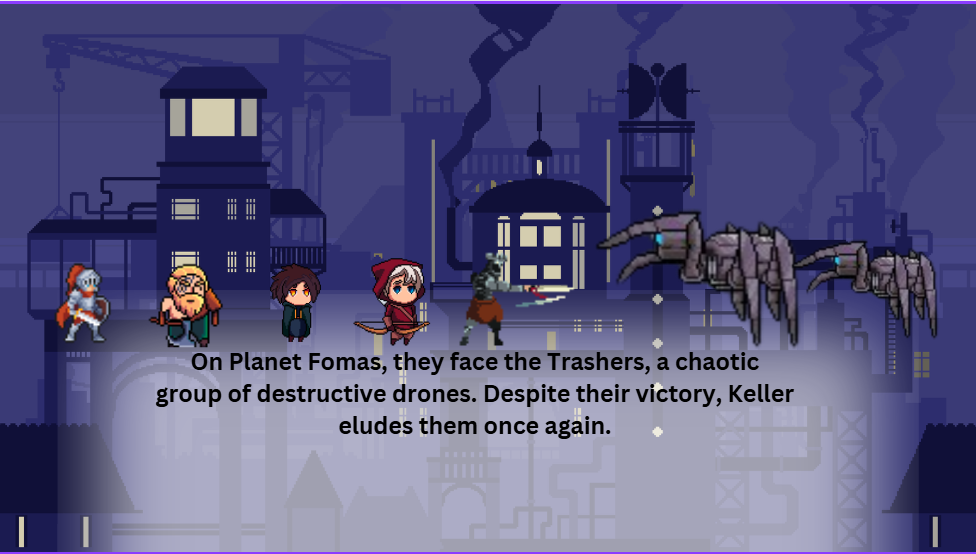 On Planet Fomas, they face the Trashers, a chaotic
group of destructive drones. Despite their victory, Keller
eludes them once again.